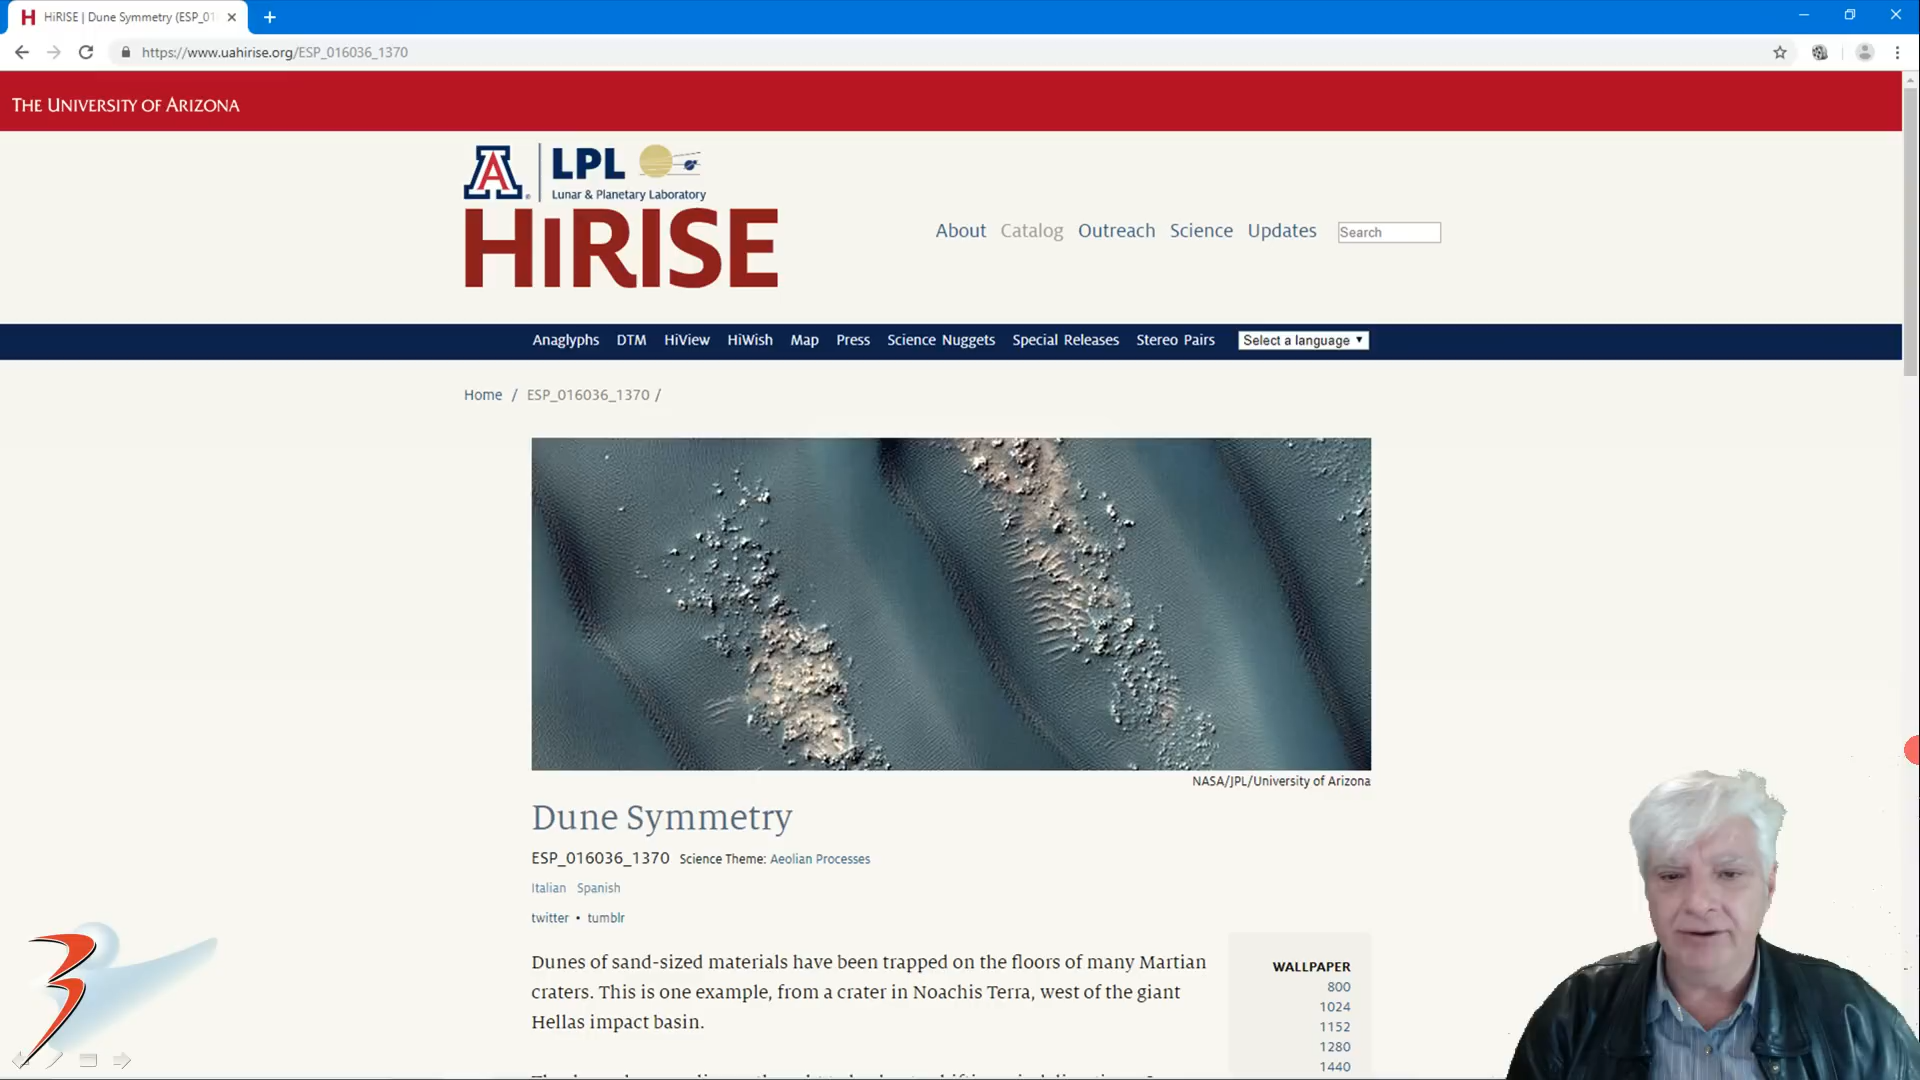 HiRISE | Dune Symmetry (ESP_01
https://www.uahirise.org/ESP_016036_1370
THE UNIVERSITY OF ARIZONA
A LPL
Lunar & Planetary Laboratory
HiRISE
About Catalog Outreach Science Updates Search
Anaglyphs DTM HiView HiWish Map Press Science Nuggets Special Releases Stereo Pairs Select a language
Home / ESP_016036_1370 /
NASA/JPL/University of Arizona
Dune Symmetry
ESP_016036_1370 Science Theme: Aeolian Processes
Italian Spanish
twitter • tumblr
Dunes of sand-sized materials have been trapped on the floors of many Martian
craters. This is one example, from a crater in Noachis Terra, west of the giant
Hellas impact basin.
WALLPAPER
800
1024
1152
1280
1440